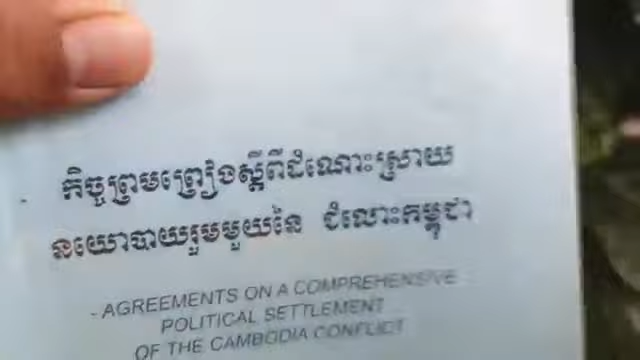 - កិច្ចព្រមព្រៀងស្តីពីដំណោះស្រាយ
នយោបាយរួមមួយនៃ ជំលោះកម្ពុជា
- AGREEMENTS ON A COMPREHENSIVE
POLITICAL SETTLEMENT
OF THE CAMBODIA CONFLICT